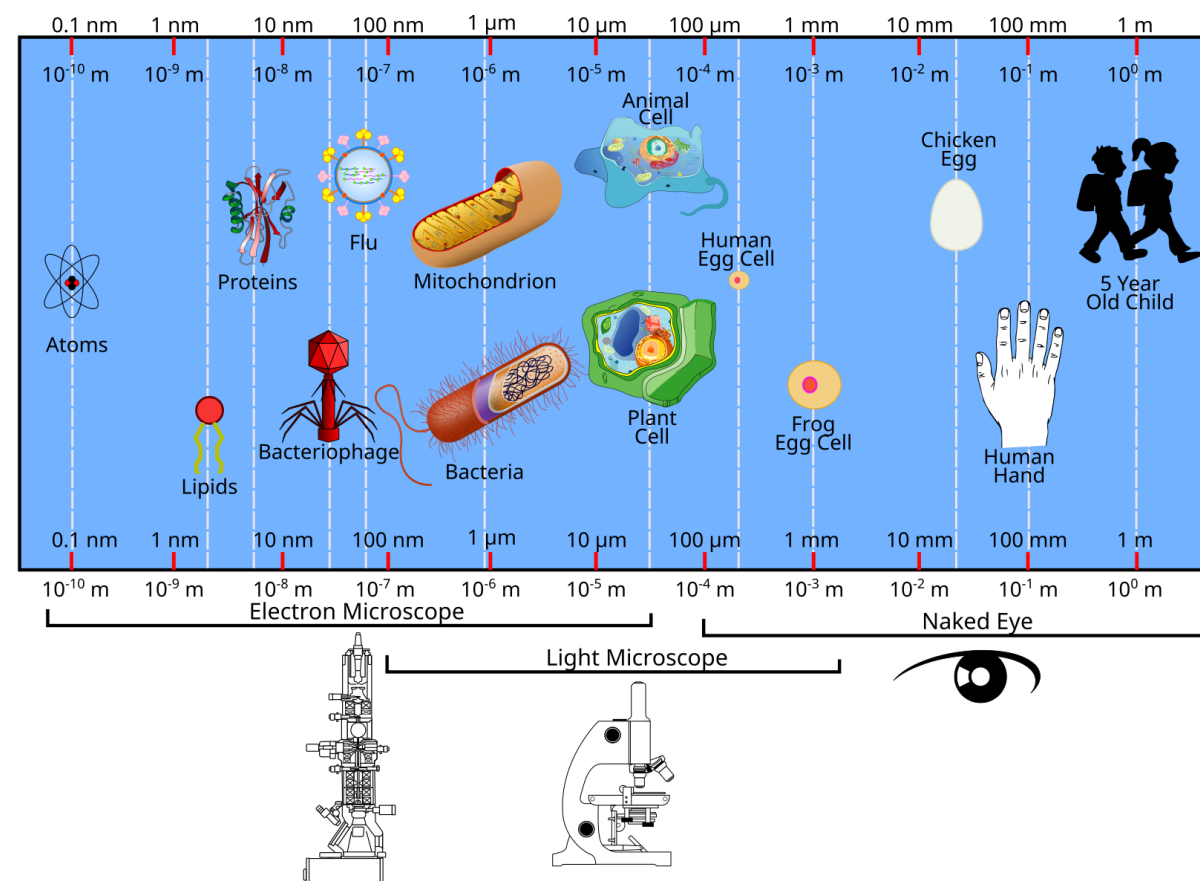 0.1 nm 1 nm 10 nm 100 nm 1 µm 10 µm 100 µm 1 mm 10 mm 100 mm 1 m
10⁻¹⁰ m 10⁻⁹ m 10⁻⁸ m 10⁻⁷ m 10⁻⁶ m 10⁻⁵ m 10⁻⁴ m 10⁻³ m 10⁻² m 10⁻¹ m 10⁰ m
Animal
Cell
Chicken
Egg
Flu
Human
Egg Cell
Proteins
Mitochondrion
5 Year
Old Child
Atoms
Plant
Cell
Frog
Egg Cell
Bacteriophage
Bacteria
Human
Hand
Lipids
0.1 nm 1 nm 10 nm 100 nm 1 µm 10 µm 100 µm 1 mm 10 mm 100 mm 1 m
10⁻¹⁰ m 10⁻⁹ m 10⁻⁸ m 10⁻⁷ m 10⁻⁶ m 10⁻⁵ m 10⁻⁴ m 10⁻³ m 10⁻² m 10⁻¹ m 10⁰ m
Electron Microscope
Naked Eye
Light Microscope